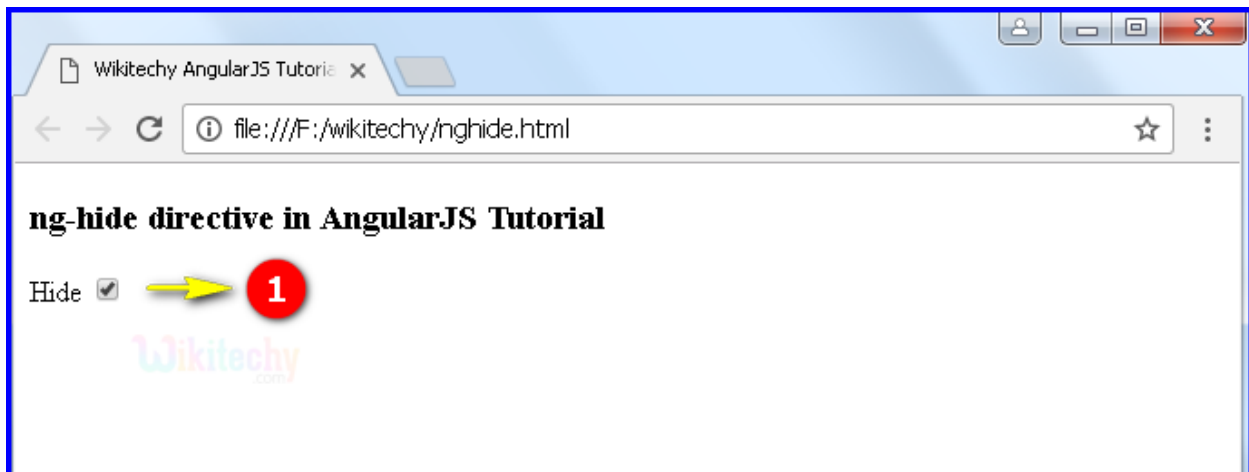 Wikitechy AngularJS Tutoria
file:///F:/wikitechy/nghide.html
ng-hide directive in AngularJS Tutorial
Hide
1
Wikitechy
.com